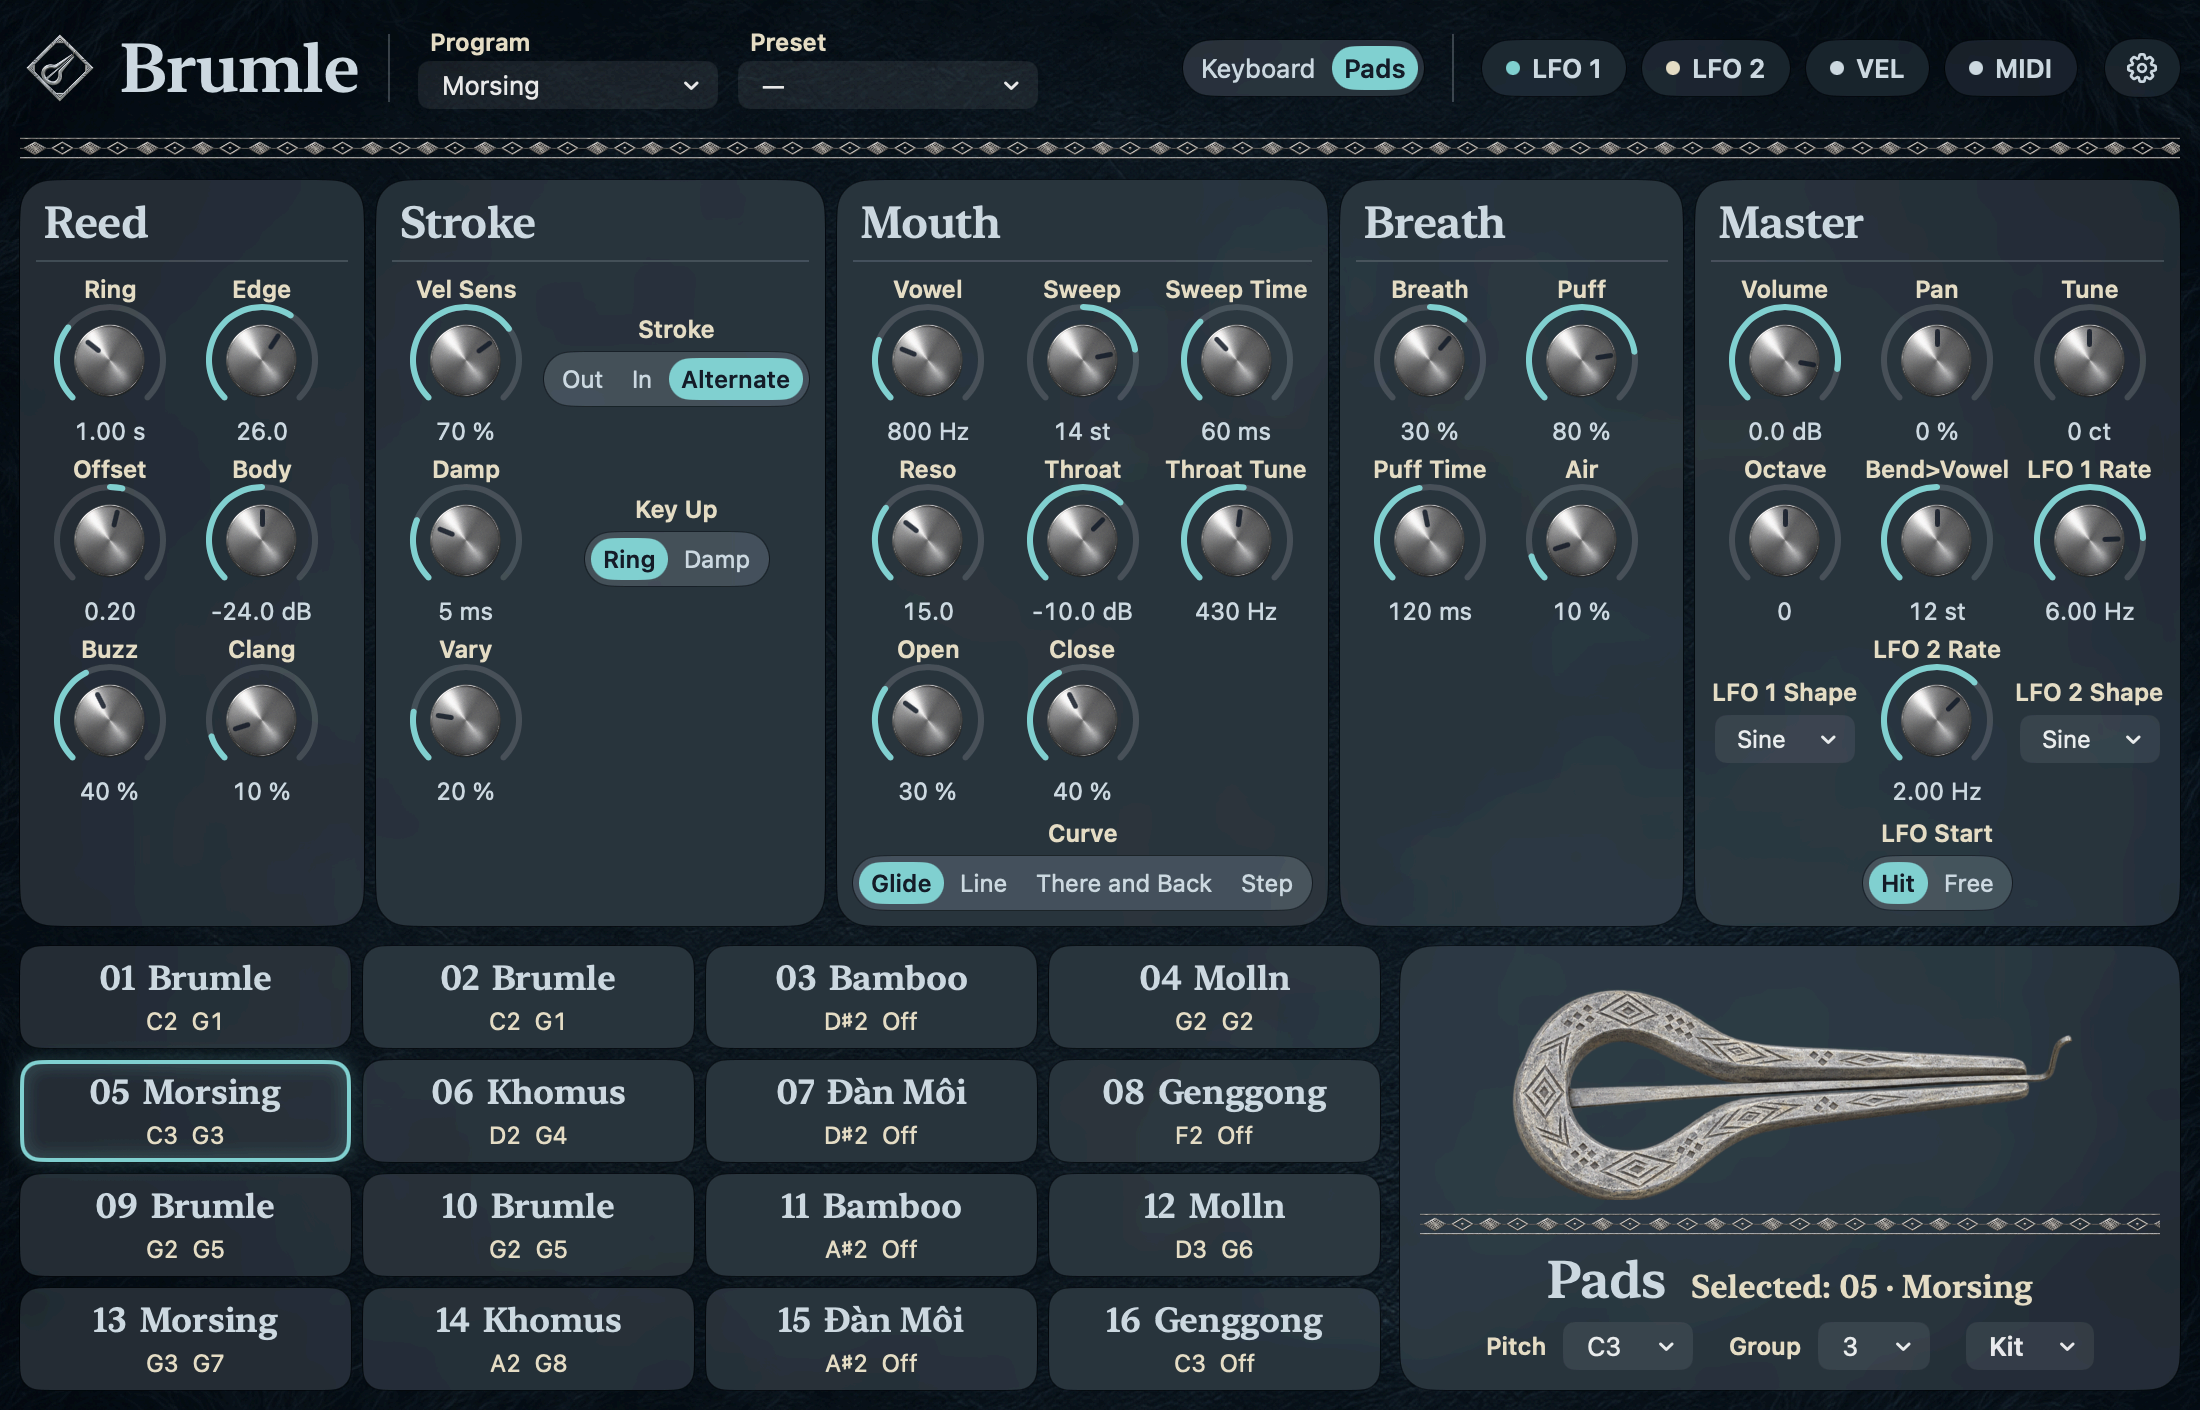 Brumle
Program
Morsing
Preset
—
Keyboard Pads
LFO 1
LFO 2
VEL
MIDI
Reed
Ring Edge
1.00 s 26.0
Offset Body
0.20 -24.0 dB
Buzz Clang
40 % 10 %
Stroke
Vel Sens
70 %
Stroke
Out In Alternate
Damp
5 ms
Key Up
Ring Damp
Vary
20 %
Mouth
Vowel Sweep Sweep Time
800 Hz 14 st 60 ms
Reso Throat Throat Tune
15.0 -10.0 dB 430 Hz
Open Close
30 % 40 %
Curve
Glide Line There and Back Step
Breath
Breath Puff
30 % 80 %
Puff Time Air
120 ms 10 %
Master
Volume Pan Tune
0.0 dB 0 % 0 ct
Octave Bend>Vowel LFO 1 Rate
0 12 st 6.00 Hz
LFO 1 Shape LFO 2 Rate LFO 2 Shape
Sine 2.00 Hz Sine
LFO Start
Hit Free
01 Brumle
C2 G1
02 Brumle
C2 G1
03 Bamboo
D#2 Off
04 Molln
G2 G2
05 Morsing
C3 G3
06 Khomus
D2 G4
07 Đàn Môi
D#2 Off
08 Genggong
F2 Off
09 Brumle
G2 G5
10 Brumle
G2 G5
11 Bamboo
A#2 Off
12 Molln
D3 G6
13 Morsing
G3 G7
14 Khomus
A2 G8
15 Đàn Môi
A#2 Off
16 Genggong
C3 Off
Pads Selected: 05 · Morsing
Pitch C3 Group 3 Kit